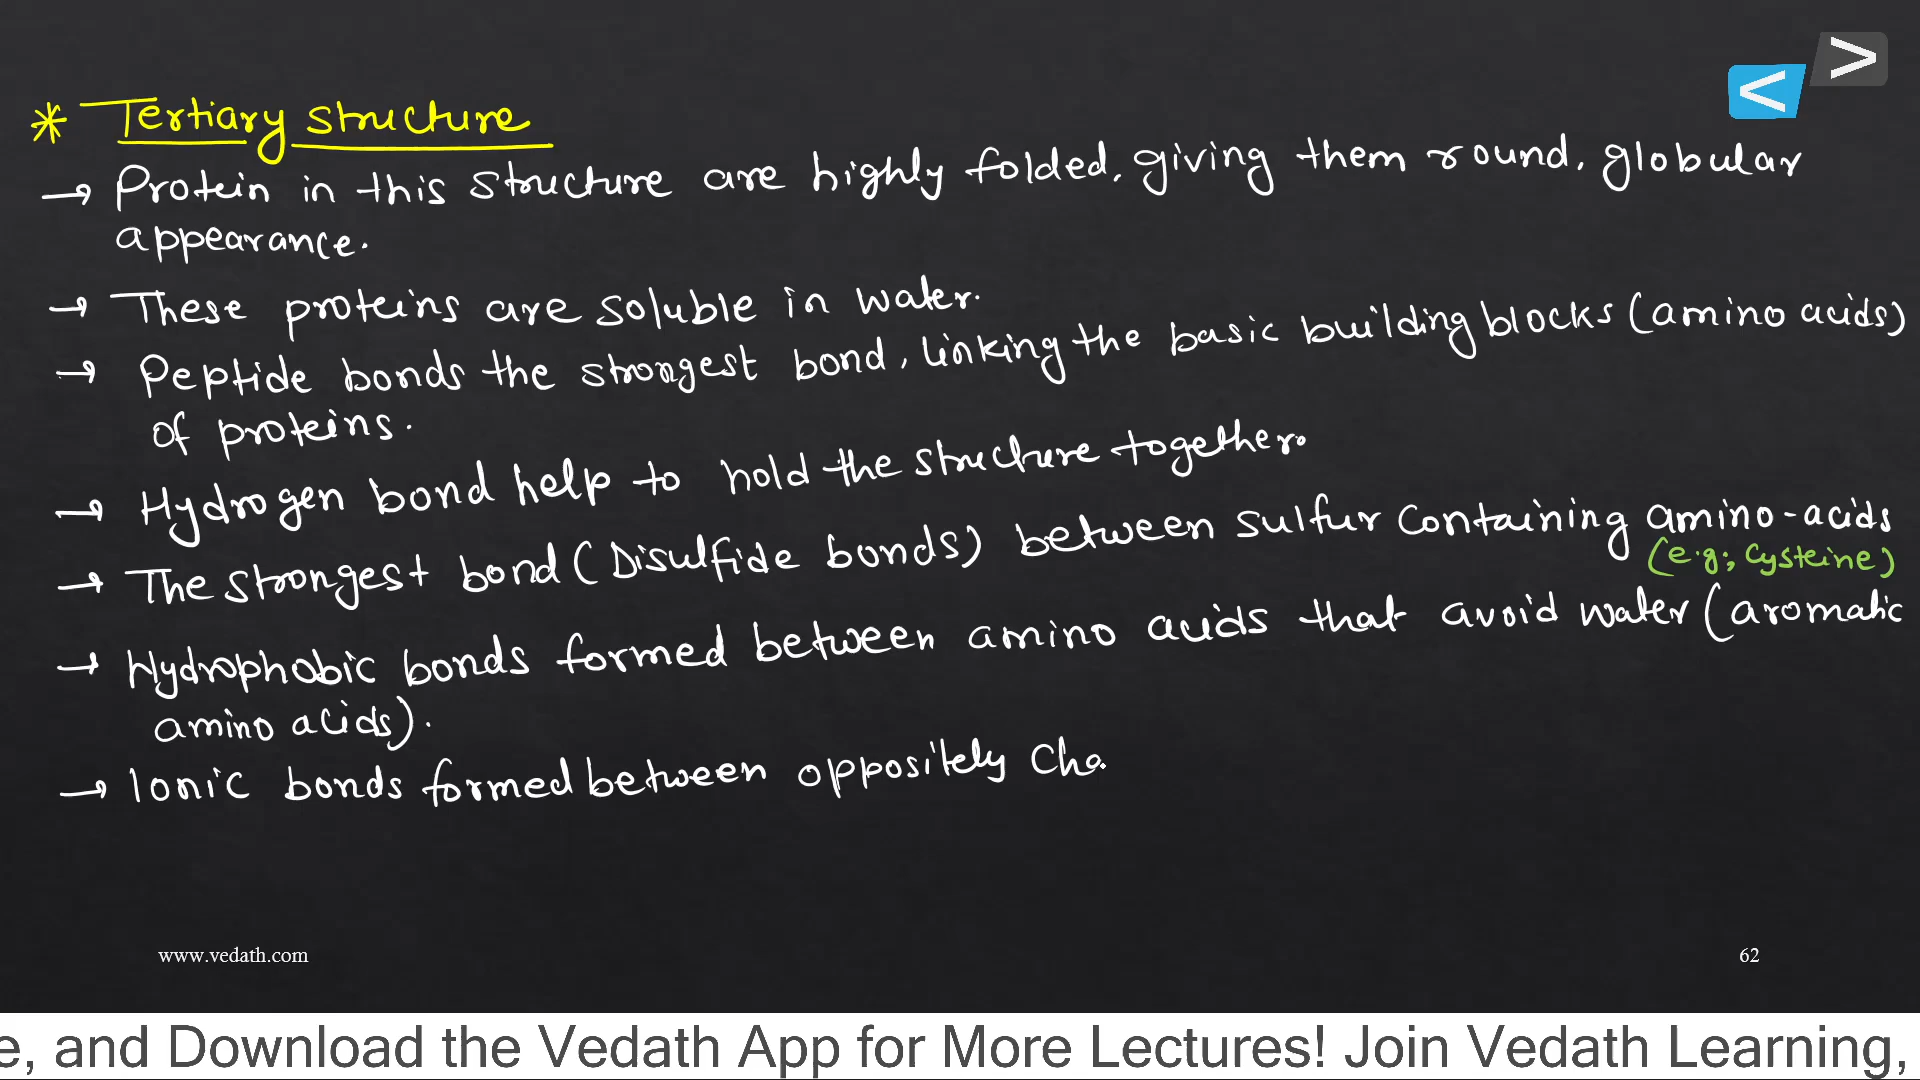 * Tertiary structure
→ Protein in this structure are highly folded, giving them round, globular
appearance.
→ These proteins are soluble in water.
→ Peptide bonds the strongest bond, linking the basic building blocks (amino acids)
of proteins.
→ Hydrogen bond help to hold the structure together.
→ The strongest bond (Disulfide bonds) between sulfur containing amino-acids
(e.g; cysteine)
→ Hydrophobic bonds formed between amino acids that avoid water (aromatic
amino acids).
→ Ionic bonds formed between oppositely Cha
www.vedath.com
62
e, and Download the Vedath App for More Lectures! Join Vedath Learning,